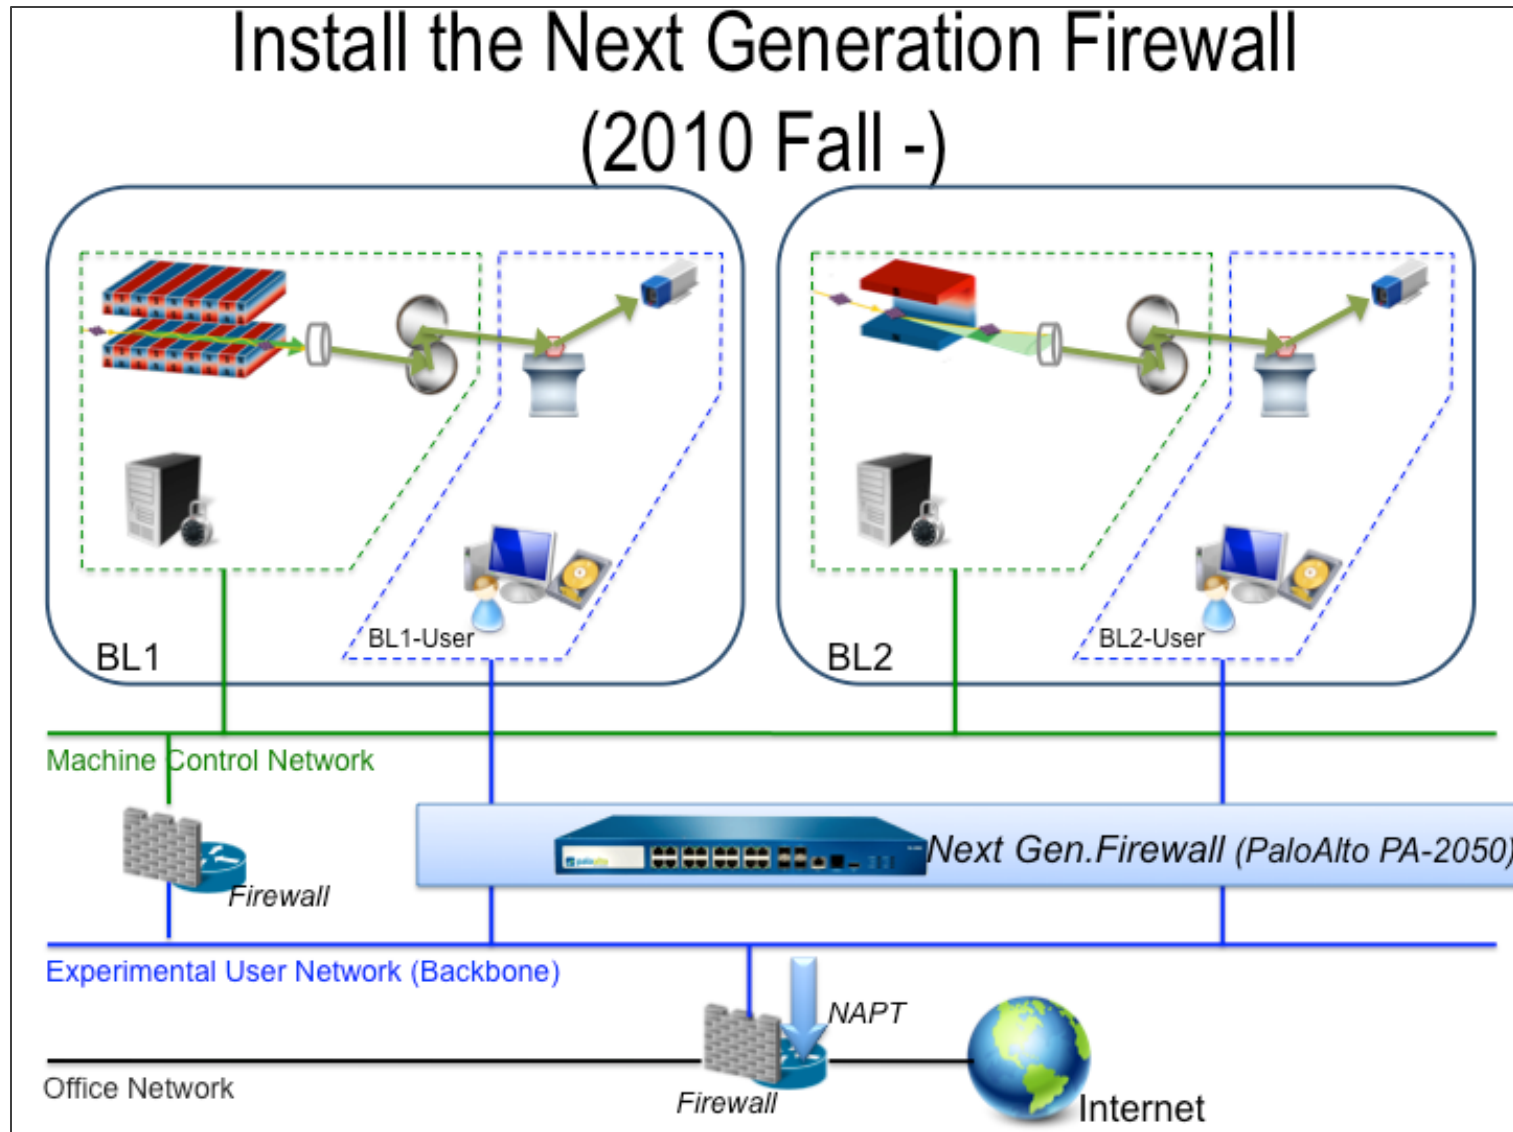 Install the Next Generation Firewall
(2010 Fall -)
BL1-User
BL1
BL2-User
BL2
Machine Control Network
paloalto
Next Gen.Firewall (PaloAlto PA-2050)
Firewall
Experimental User Network (Backbone)
NAPT
Office Network
Firewall
Internet